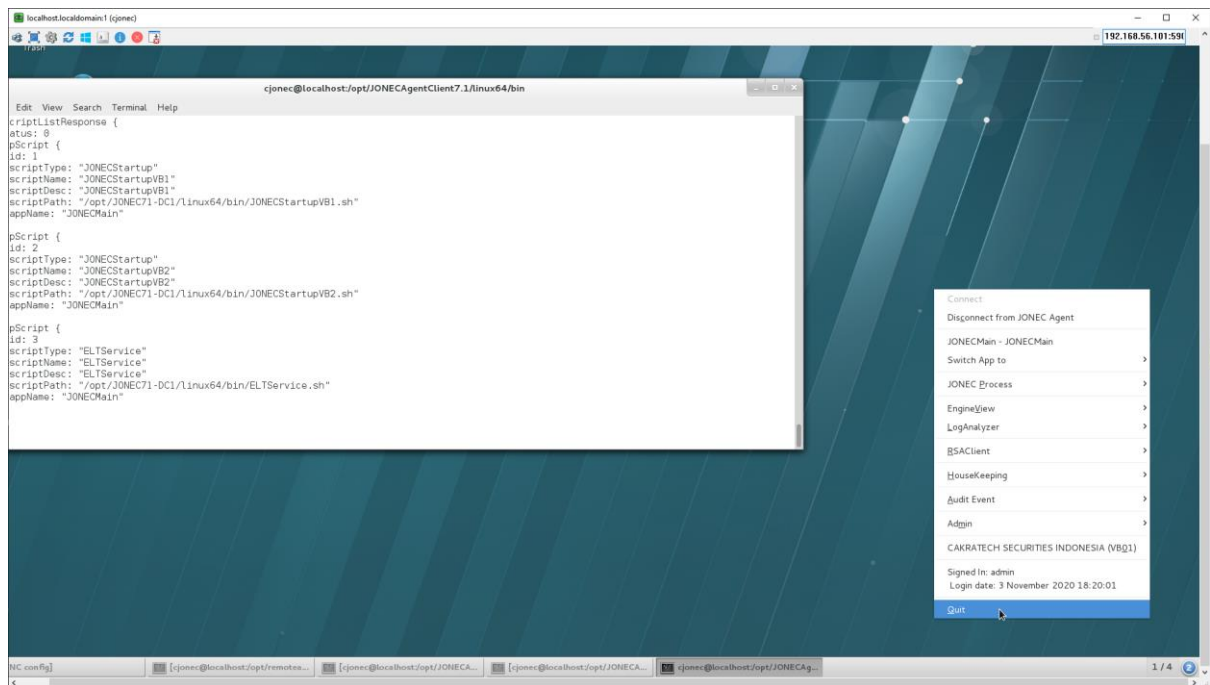 localhost.localdomain:1 (cjonec)
192.168.56.101:590
Trash
cjonec@localhost:/opt/JONECAgentClient7.1/linux64/bin
Edit View Search Terminal Help
criptListResponse {
atus: 0
pScript {
id: 1
scriptType: "JONECStartup"
scriptName: "JONECStartupVB1"
scriptDesc: "JONECStartupVB1"
scriptPath: "/opt/JONEC71-DC1/linux64/bin/JONECStartupVB1.sh"
appName: "JONECMain"
pScript {
id: 2
scriptType: "JONECStartup"
scriptName: "JONECStartupVB2"
scriptDesc: "JONECStartupVB2"
scriptPath: "/opt/JONEC71-DC1/linux64/bin/JONECStartupVB2.sh"
appName: "JONECMain"
pScript {
id: 3
scriptType: "ELTService"
scriptName: "ELTService"
scriptDesc: "ELTService"
scriptPath: "/opt/JONEC71-DC1/linux64/bin/ELTService.sh"
appName: "JONECMain"
Connect
Disconnect from JONEC Agent
JONECMain - JONECMain
Switch App to
JONEC Process
EngineView
LogAnalyzer
RSAClient
HouseKeeping
Audit Event
Admin
CAKRATECH SECURITIES INDONESIA (VB01)
Signed In: admin
Login date: 3 November 2020 18:20:01
Quit
NC config]
[cjonec@localhost:/opt/remotea...
[cjonec@localhost:/opt/JONECA...
[cjonec@localhost:/opt/JONECA...
cjonec@localhost:/opt/JONECAg...
1 / 4
2